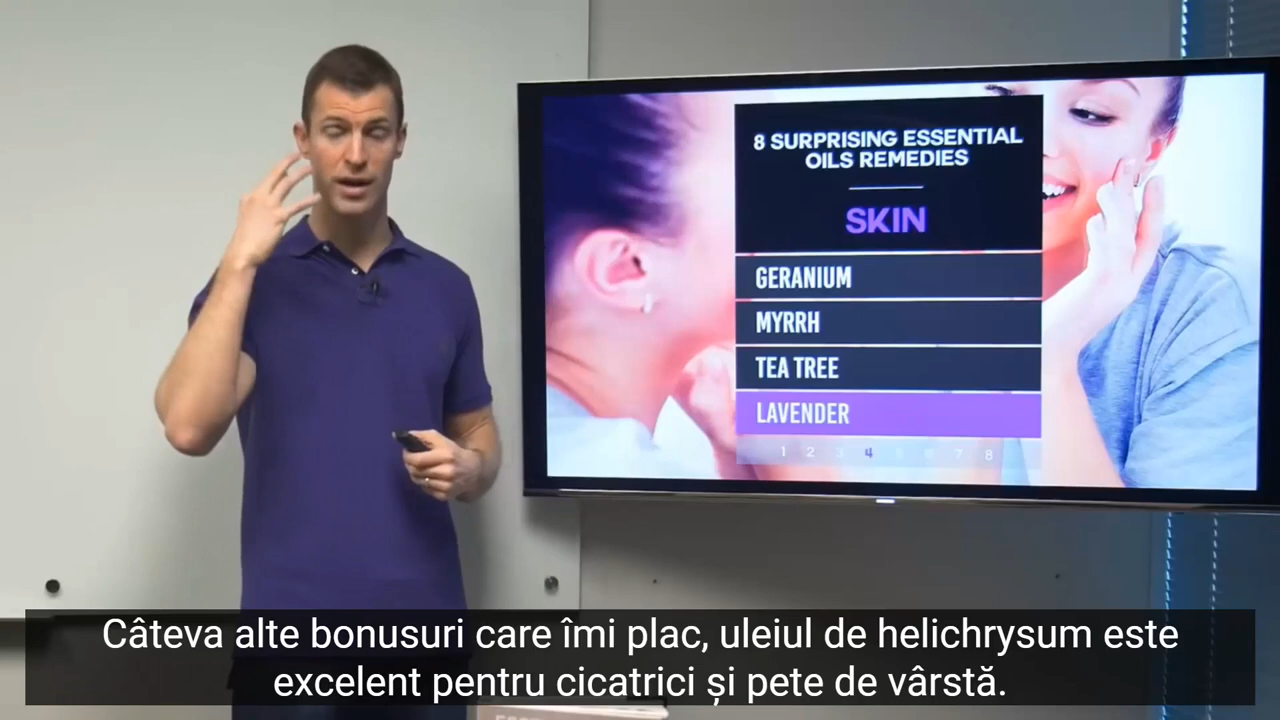 8 SURPRISING ESSENTIAL
OILS REMEDIES
SKIN
GERANIUM
MYRRH
TEA TREE
LAVENDER
1 2 3 4 5 6 7 8
Câteva alte bonusuri care îmi plac, uleiul de helichrysum este
excelent pentru cicatrici și pete de vârstă.